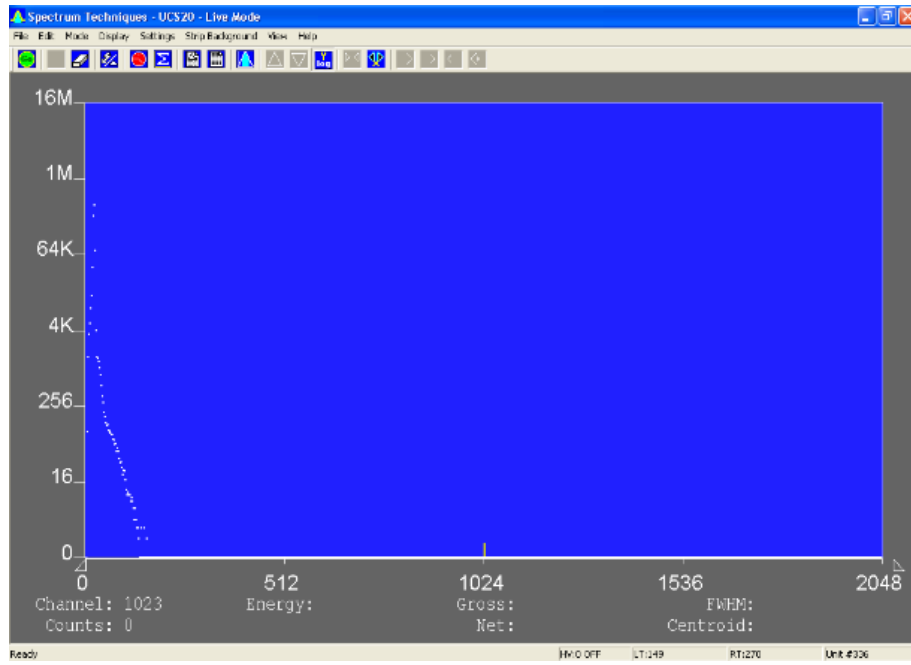 Spectrum Techniques - UCS20 - Live Mode
File Edit Mode Display Settings Strip Background View Help
16M
1M
64K
4K
256
16
0
0 512 1024 1536 2048
Channel: 1023 Energy: Gross: FWHM:
Counts: 0 Net: Centroid:
Ready HV:0 OFF LT:149 RT:270 Unit #336